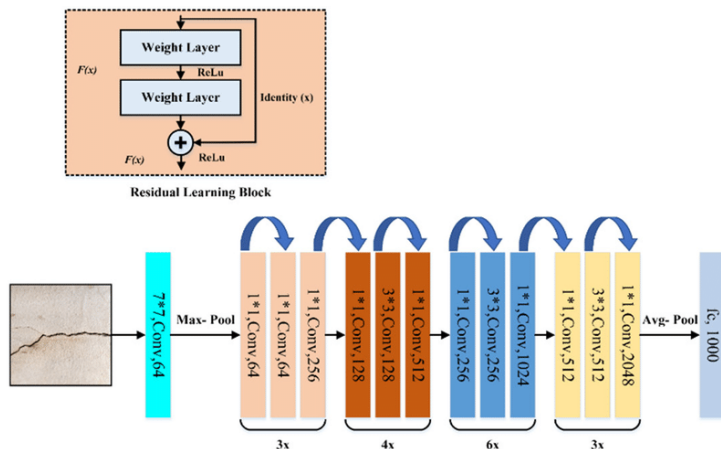 Weight Layer
F(x)
ReLu
Weight Layer
Identity (x)
F(x)
ReLu
Residual Learning Block
7*7,Conv,64
Max- Pool
1*1,Conv,64
1*1,Conv,64
1*1,Conv,256
1*1,Conv,128
3*3,Conv,128
1*1,Conv,512
1*1,Conv,256
3*3,Conv,256
1*1,Conv,1024
1*1,Conv,512
3*3,Conv,512
1*1,Conv,2048
Avg- Pool
fc, 1000
3x
4x
6x
3x